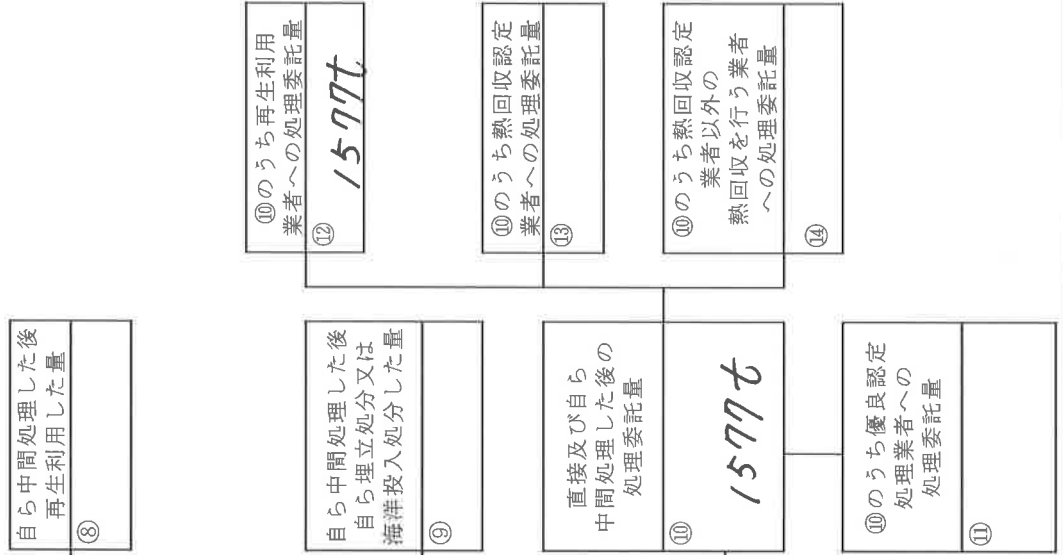 自ら中間処理した後
再生利用した量
⑧
自ら中間処理した後
自ら埋立処分又は
海洋投入処分した量
⑨
直接及び自ら
中間処理した後の
処理委託量
⑩
1577t
⑩のうち優良認定
処理業者への
処理委託量
⑪
⑩のうち再生利用
業者への処理委託量
⑫
1577t
⑩のうち熱回収認定
業者への処理委託量
⑬
⑩のうち熱回収認定
業者以外の
熱回収を行う業者
への処理委託量
⑭